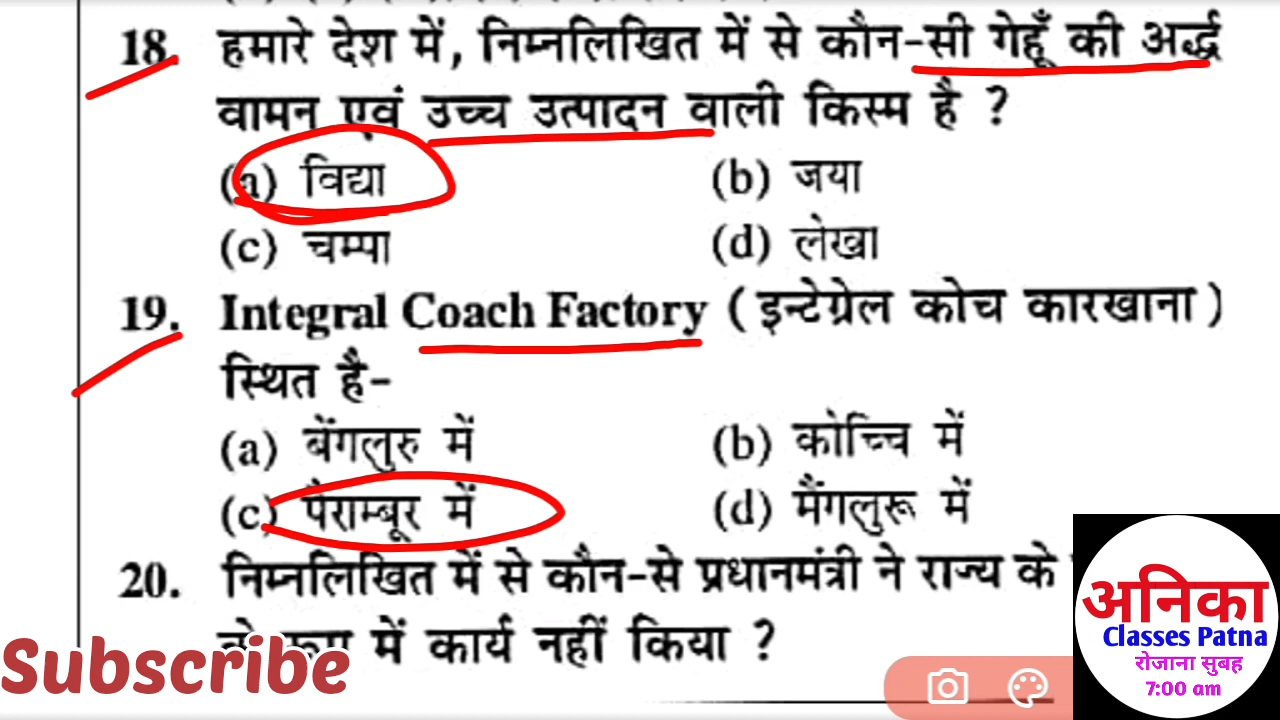 18. हमारे देश में, निम्नलिखित में से कौन-सी गेहूँ की अर्द्ध
वामन एवं उच्च उत्पादन वाली किस्म है ?
(a) विद्या (b) जया
(c) चम्पा (d) लेखा
19. Integral Coach Factory (इन्टेग्रेल कोच कारखाना)
स्थित है-
(a) बेंगलुरु में (b) कोच्चि में
(c) पैराम्बूर में (d) मैंगलुरू में
20. निम्नलिखित में से कौन-से प्रधानमंत्री ने राज्य के
में कार्य नहीं किया ?
Subscribe
अनिका
Classes Patna
रोजाना सुबह
7:00 am